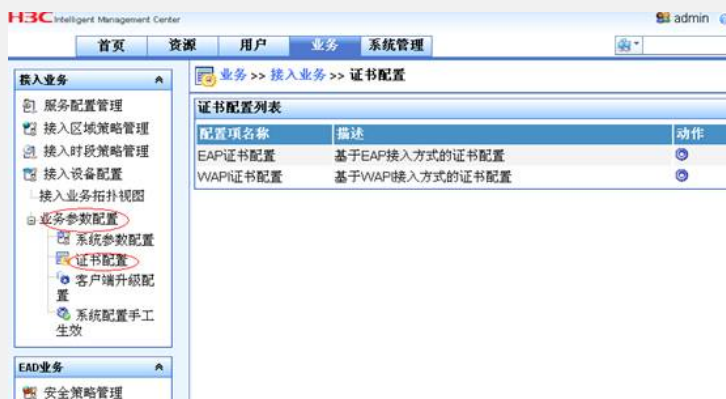 H3C Intelligent Management Center
admin
首页 资源 用户 业务 系统管理
接入业务
服务配置管理
接入区域策略管理
接入时段策略管理
接入设备配置
接入业务拓扑视图
业务参数配置
系统参数配置
证书配置
客户端升级配
置
系统配置手工
生效
EAD业务
安全策略管理
业务 >> 接入业务 >> 证书配置
证书配置列表
配置项名称 描述 动作
EAP证书配置 基于EAP接入方式的证书配置
WAPI证书配置 基于WAPI接入方式的证书配置